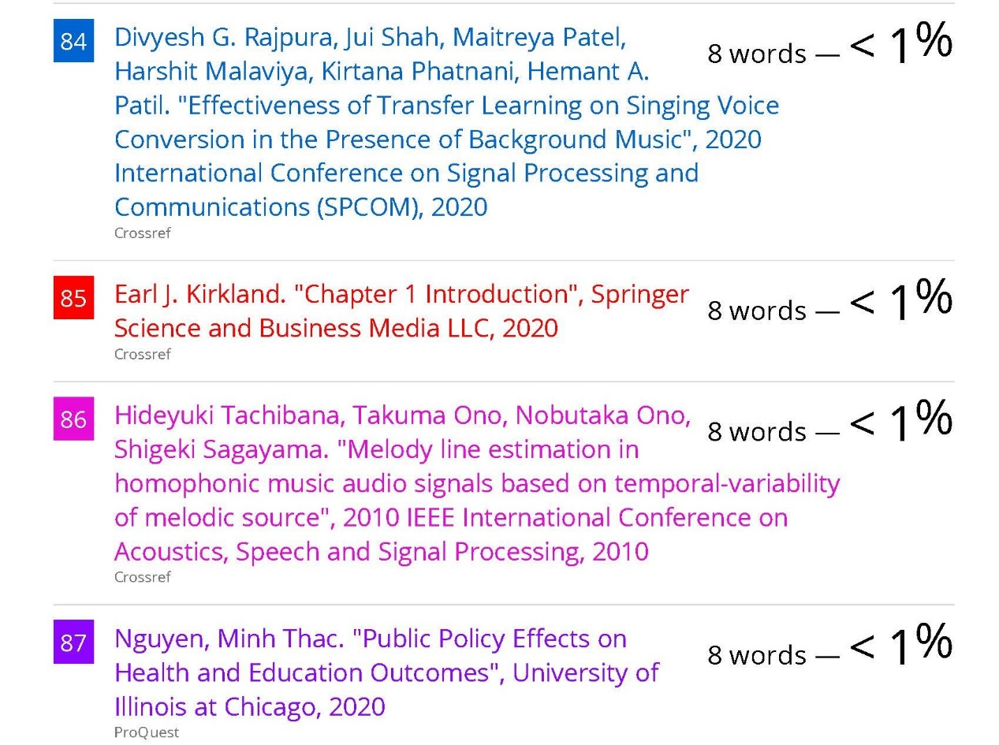 84
Divyesh G. Rajpura, Jui Shah, Maitreya Patel,
8 words — < 1%
Harshit Malaviya, Kirtana Phatnani, Hemant A.
Patil. "Effectiveness of Transfer Learning on Singing Voice
Conversion in the Presence of Background Music", 2020
International Conference on Signal Processing and
Communications (SPCOM), 2020
Crossref
85
Earl J. Kirkland. "Chapter 1 Introduction", Springer
8 words — < 1%
Science and Business Media LLC, 2020
Crossref
86
Hideyuki Tachibana, Takuma Ono, Nobutaka Ono,
8 words — < 1%
Shigeki Sagayama. "Melody line estimation in
homophonic music audio signals based on temporal-variability
of melodic source", 2010 IEEE International Conference on
Acoustics, Speech and Signal Processing, 2010
Crossref
87
Nguyen, Minh Thac. "Public Policy Effects on
8 words — < 1%
Health and Education Outcomes", University of
Illinois at Chicago, 2020
ProQuest